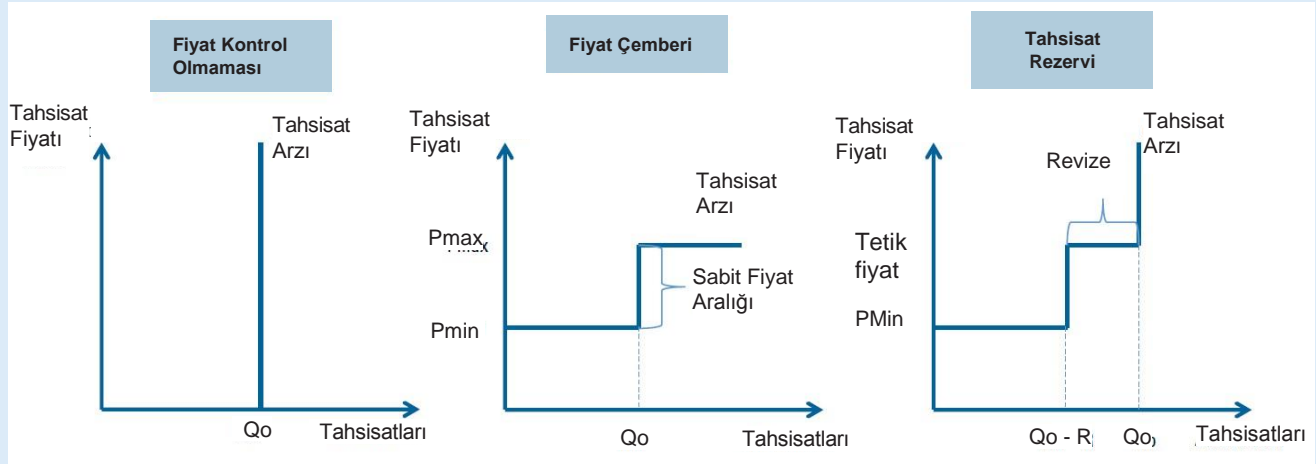 Fiyat Kontrol
Olmaması
Tahsisat
Fiyatı
Tahsisat
Arzı
Qo
Tahsisatları
Fiyat Çemberi
Tahsisat
Fiyatı
Tahsisat
Arzı
Pmax
Sabit Fiyat
Aralığı
Pmin
Qo
Tahsisatları
Tahsisat
Rezervi
Tahsisat
Fiyatı
Tahsisat
Arzı
Revize
Tetik
fiyat
PMin
Qo - R
Qo
Tahsisatları